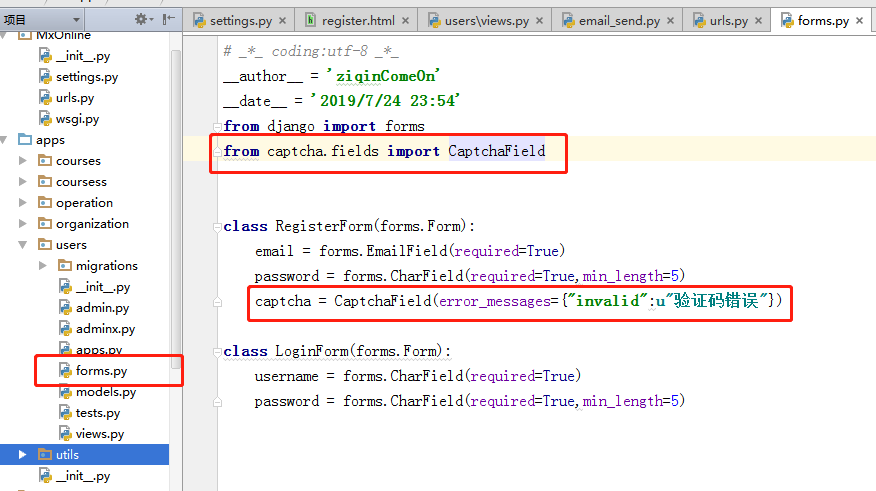 项目
settings.py
register.html
users\views.py
email_send.py
urls.py
forms.py
MxOnline
__init__.py
settings.py
urls.py
wsgi.py
apps
courses
coursess
operation
organization
users
migrations
__init__.py
admin.py
adminx.py
apps.py
forms.py
models.py
tests.py
views.py
utils
__init__.py
# _*_ coding:utf-8 _*_
__author__ = 'ziqinComeOn'
__date__ = '2019/7/24 23:54'
from django import forms
from captcha.fields import CaptchaField
class RegisterForm(forms.Form):
email = forms.EmailField(required=True)
password = forms.CharField(required=True,min_length=5)
captcha = CaptchaField(error_messages={"invalid":u"验证码错误"})
class LoginForm(forms.Form):
username = forms.CharField(required=True)
password = forms.CharField(required=True,min_length=5)